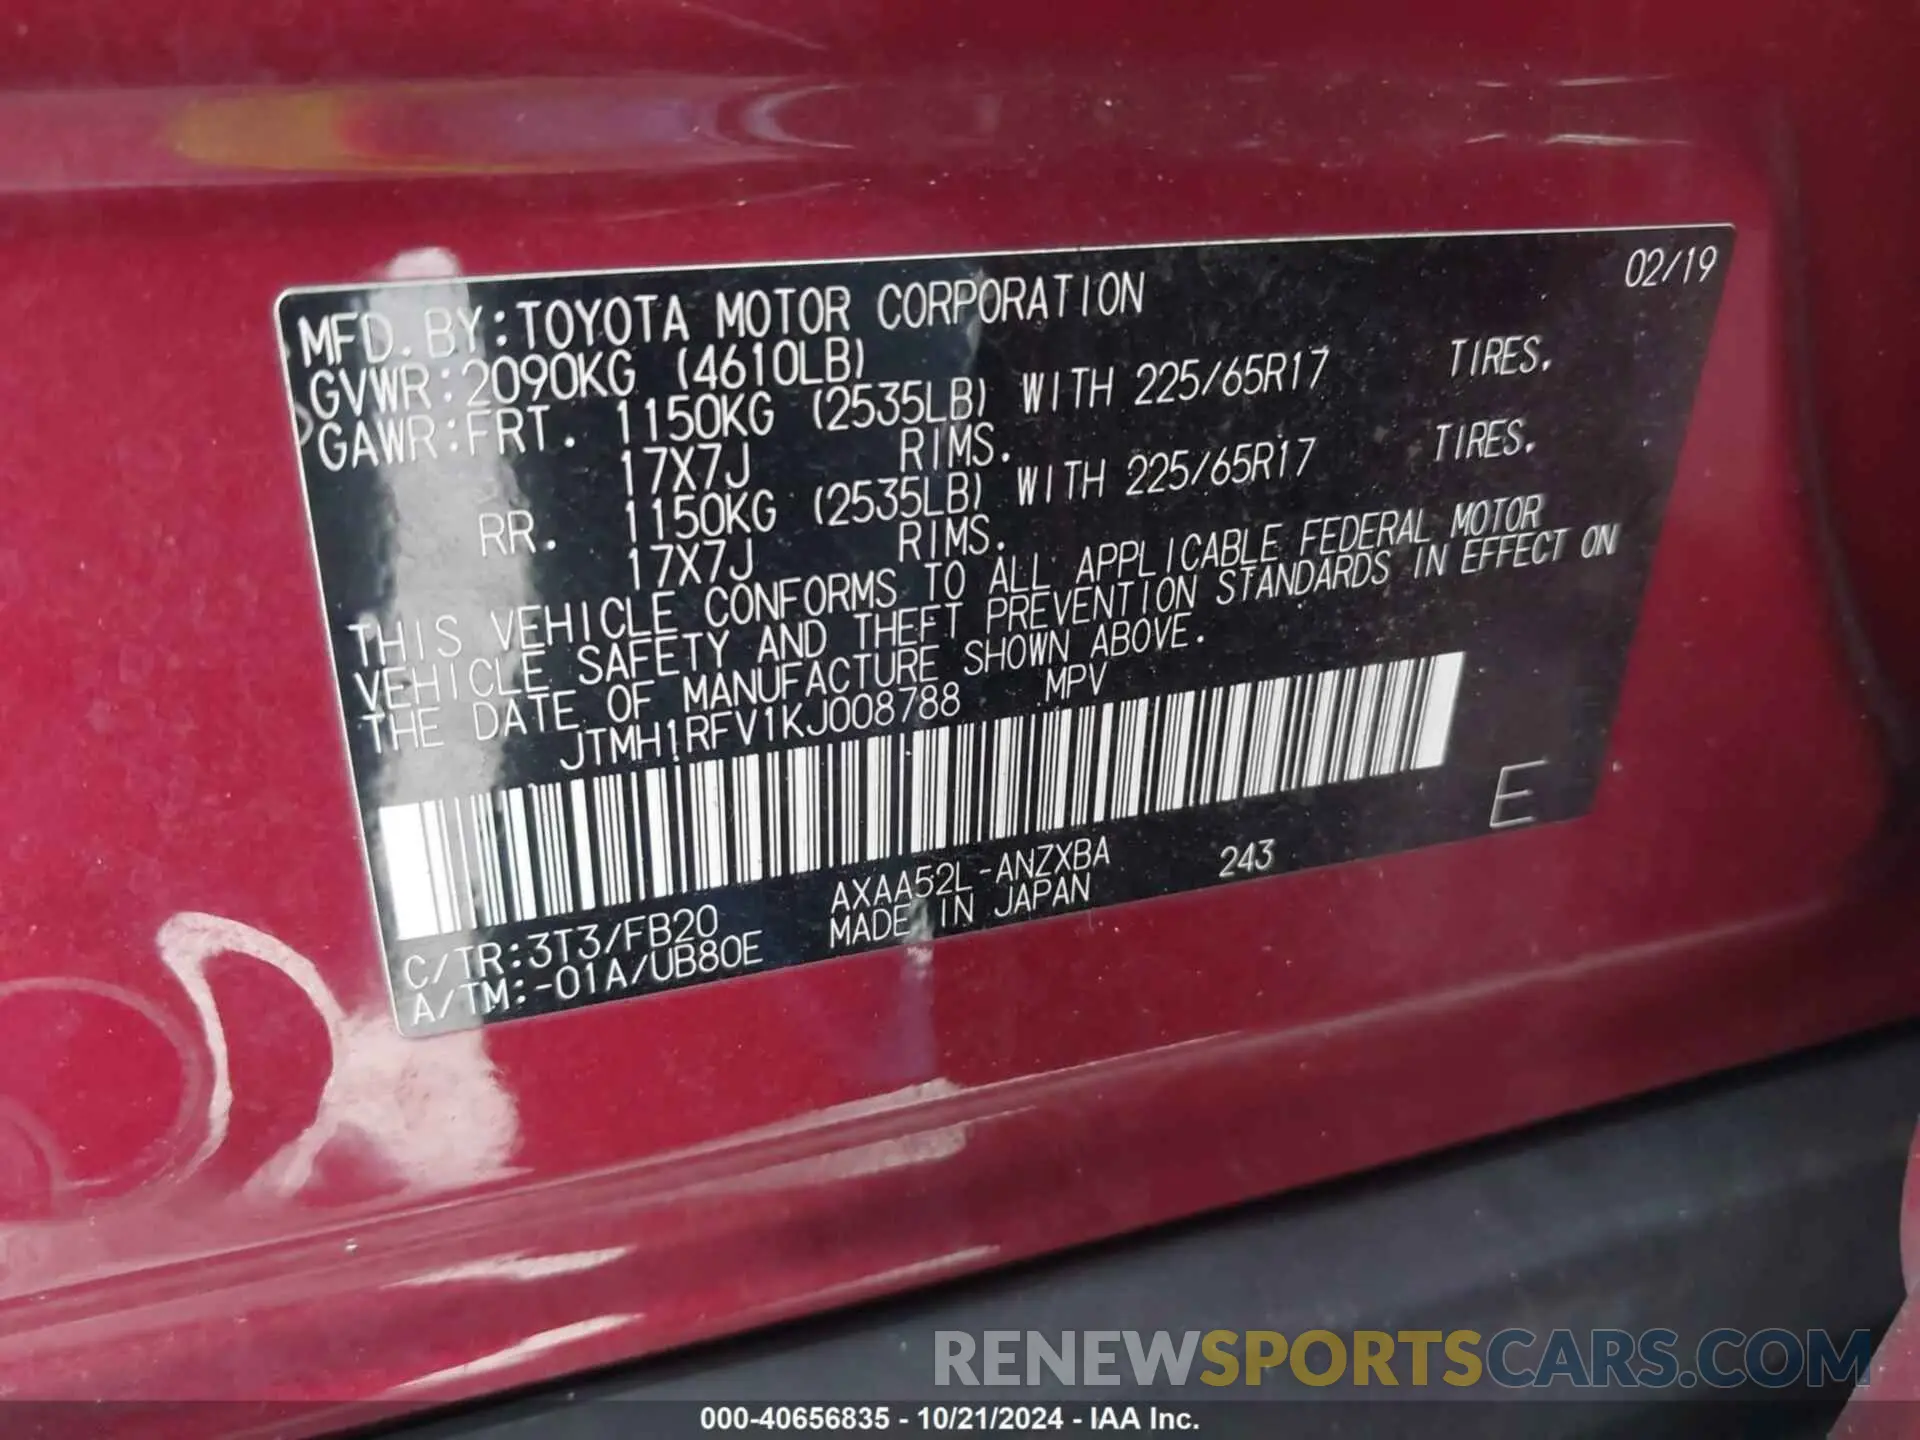 02/19
MFD. BY:TOYOTA MOTOR CORPORATION
GVWR:2090KG (4610LB)
GAWR:FRT. 1150KG (2535LB) WITH 225/65R17 TIRES,
17X7J RIMS.
RR. 1150KG (2535LB) WITH 225/65R17 TIRES,
17X7J RIMS.
THIS VEHICLE CONFORMS TO ALL APPLICABLE FEDERAL MOTOR
VEHICLE SAFETY AND THEFT PREVENTION STANDARDS IN EFFECT ON
THE DATE OF MANUFACTURE SHOWN ABOVE.
JTMH1RFV1KJ008788 MPV
E
AXAA52L-ANZXBA 243
C/TR:3T3/FB20 MADE IN JAPAN
A/TM:-01A/UB80E
RENEWSPORTSCARS.COM
000-40656835 - 10/21/2024 - IAA Inc.